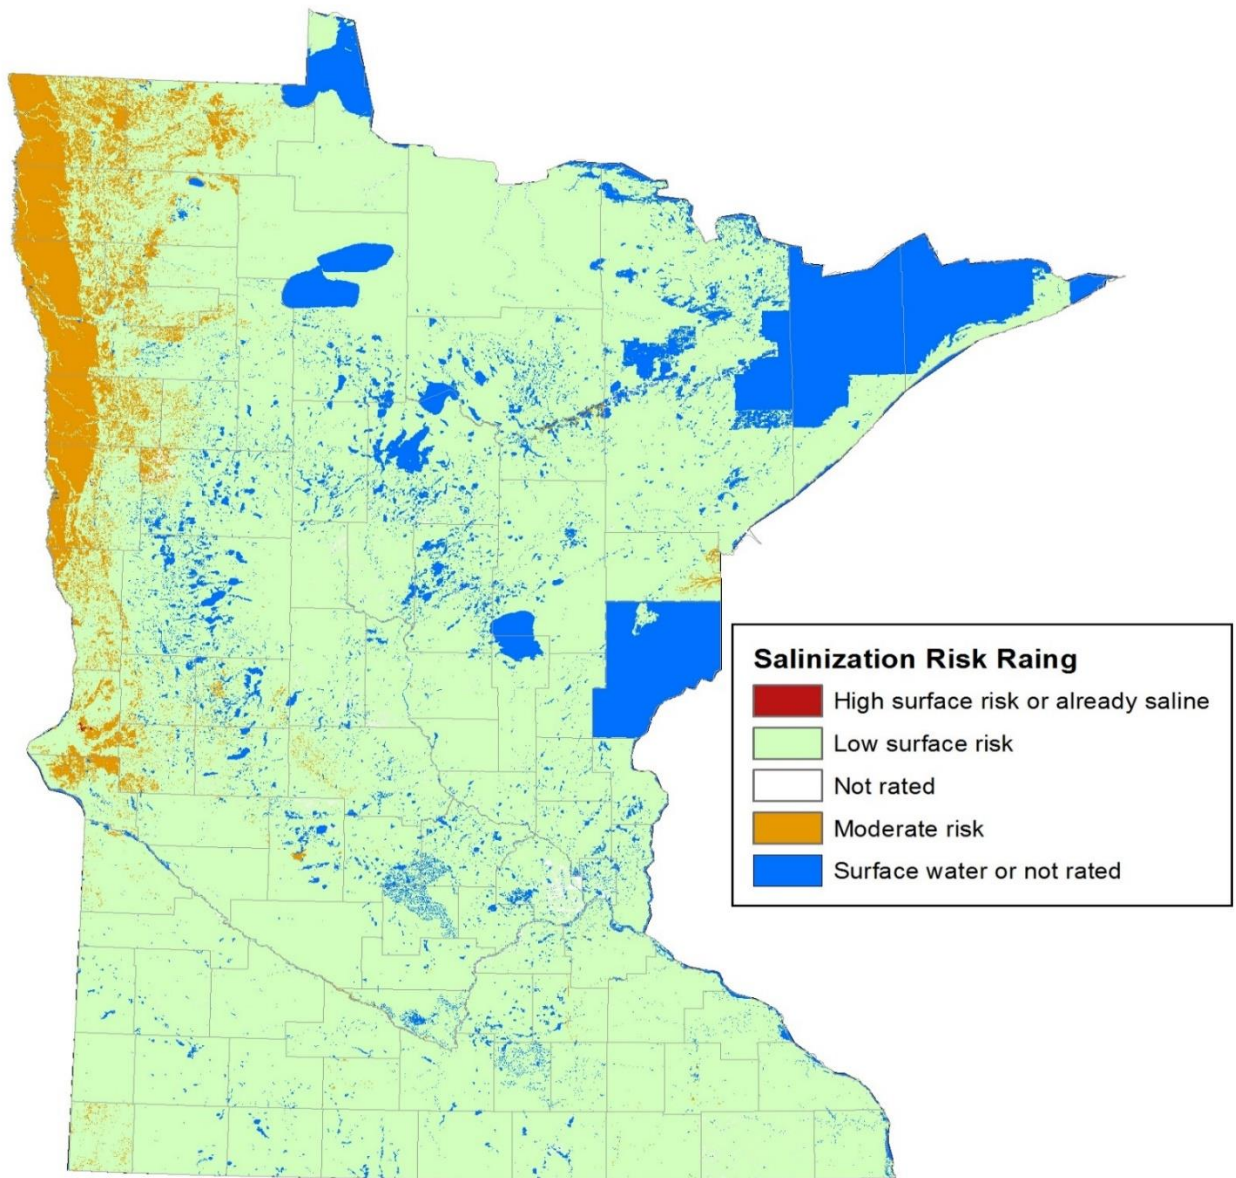 Salinization Risk Raing
High surface risk or already saline
Low surface risk
Not rated
Moderate risk
Surface water or not rated